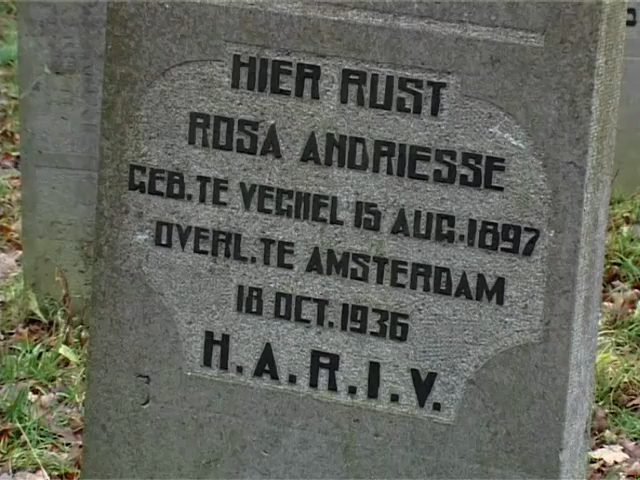 HIER RUST
ROSA ANDRIESSE
GEB. TE VEGHEL 15 AUG. 1897
OVERL. TE AMSTERDAM
18 OCT. 1936
H. A. R. I. V.